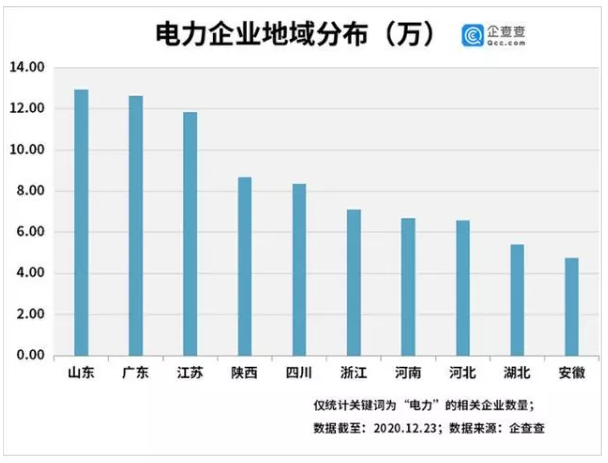 电力企业地域分布（万）
企查查
Qcc.com
14.00
12.00
10.00
8.00
6.00
4.00
2.00
0.00
山东 广东 江苏 陕西 四川 浙江 河南 河北 湖北 安徽
仅统计关键词为“电力”的相关企业数量；
数据截至：2020.12.23；数据来源：企查查